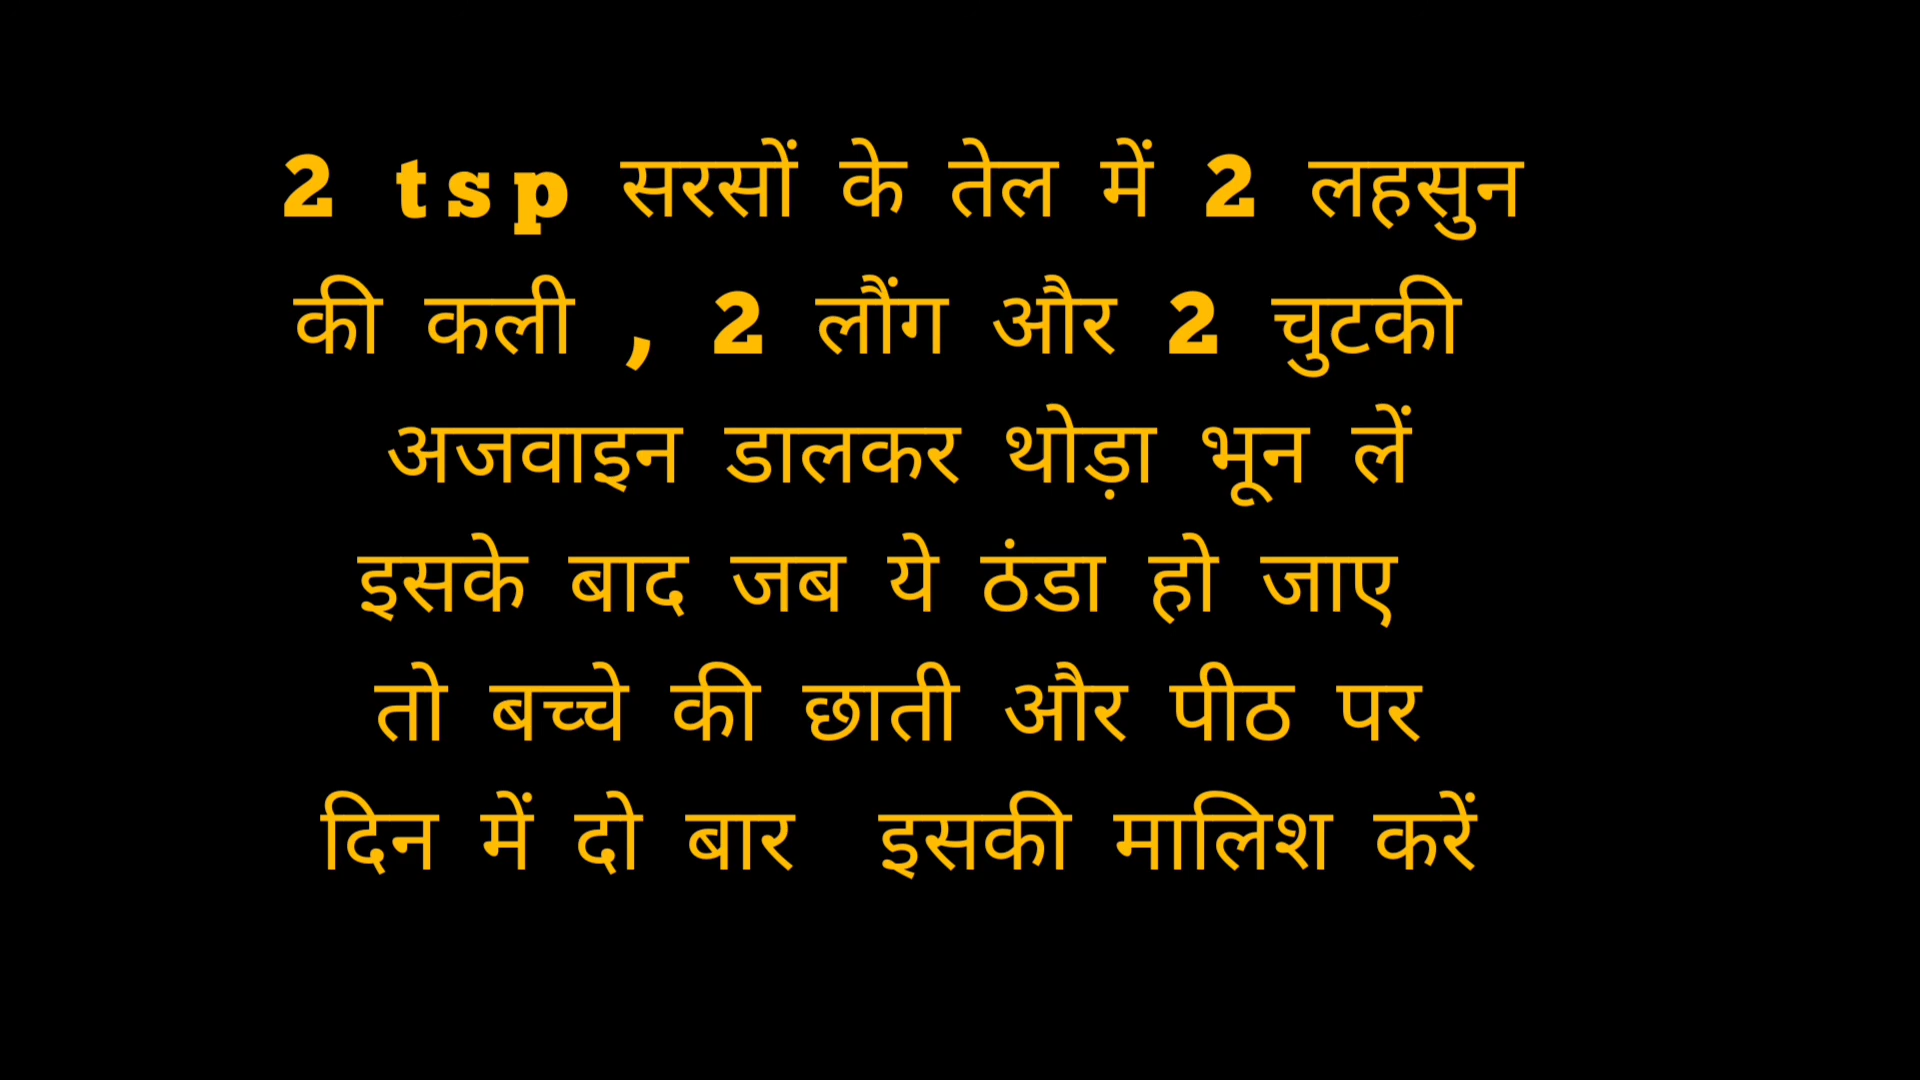 2 tsp सरसों के तेल में 2 लहसुन
की कली , 2 लौंग और 2 चुटकी
अजवाइन डालकर थोड़ा भून लें
इसके बाद जब ये ठंडा हो जाए
तो बच्चे की छाती और पीठ पर
दिन में दो बार इसकी मालिश करें